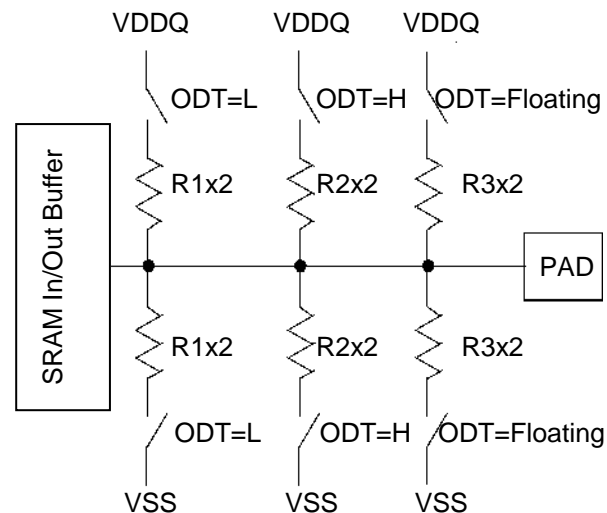 VDDQ VDDQ VDDQ
ODT=L ODT=H ODT=Floating
R1x2 R2x2 R3x2
SRAM In/Out Buffer
PAD
R1x2 R2x2 R3x2
ODT=L ODT=H ODT=Floating
VSS VSS VSS